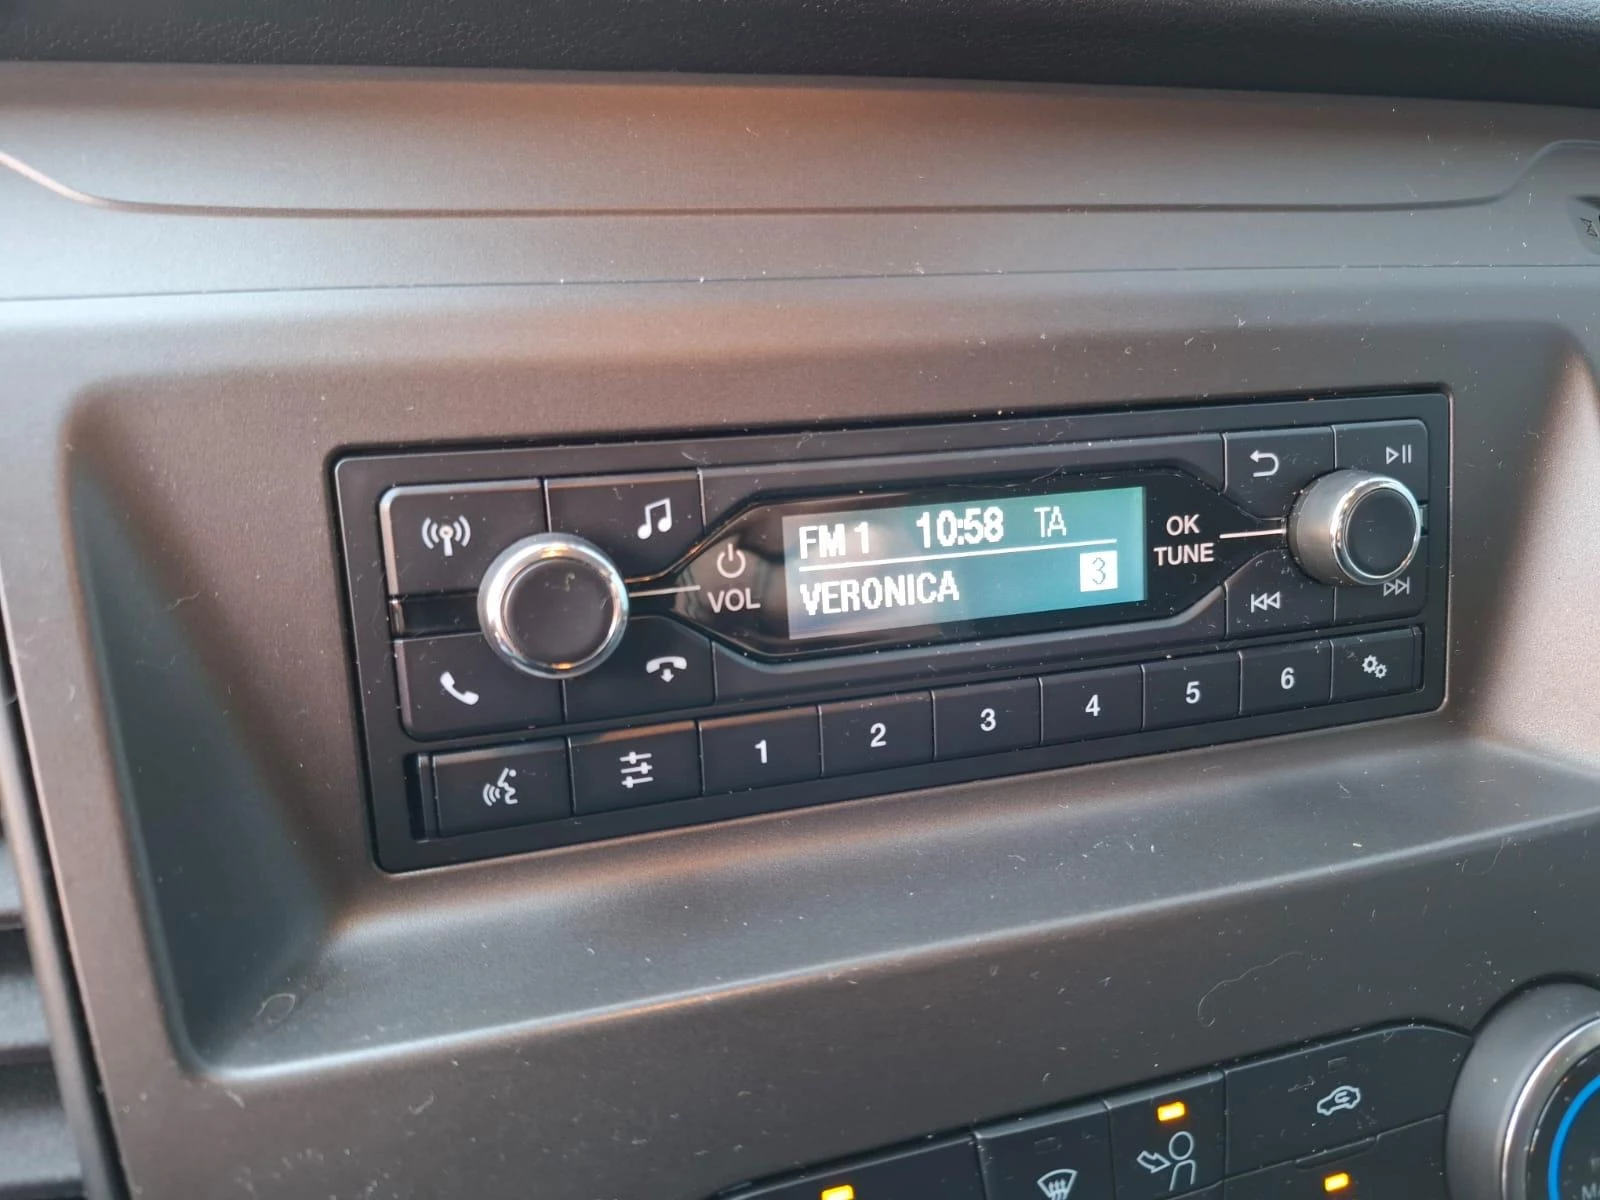 FM 1 10:58 TA
VERONICA 3
VOL
OK
TUNE
1 2 3 4 5 6